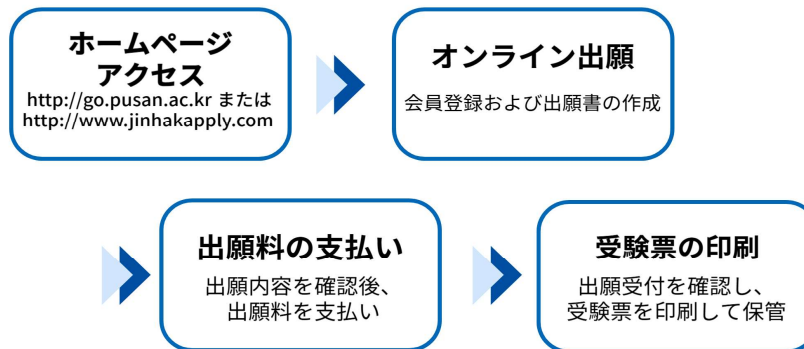 ホームページ
アクセス
http://go.pusan.ac.kr または
http://www.jinhakapply.com
オンライン出願
会員登録および出願書の作成
出願料の支払い
出願内容を確認後、
出願料を支払い
受験票の印刷
出願受付を確認し、
受験票を印刷して保管